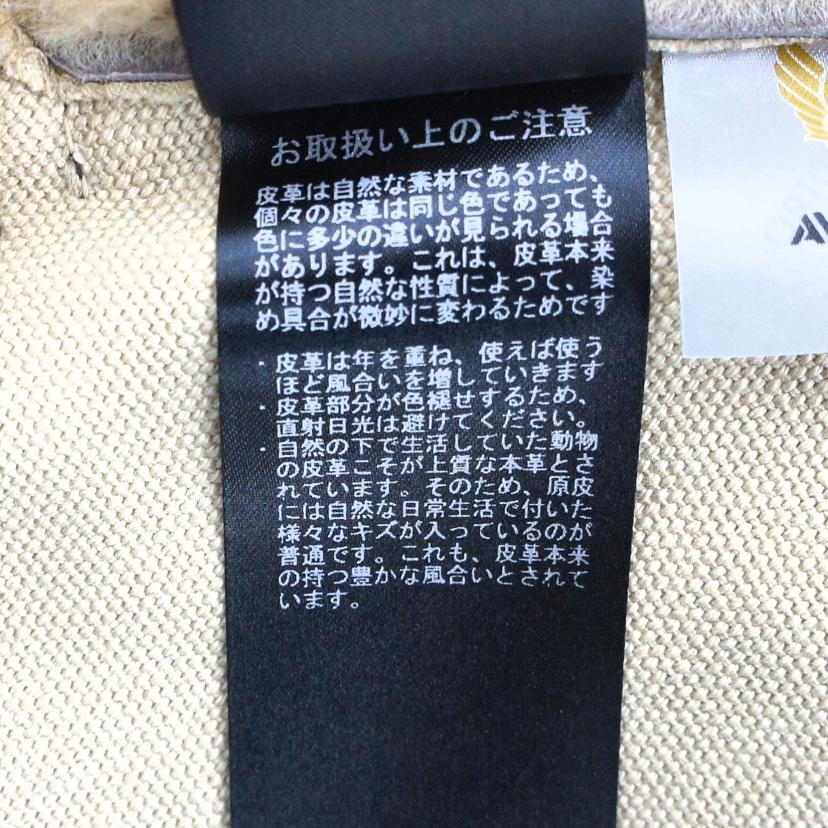 お取扱い上のご注意
皮革は自然な素材であるため、
個々の皮革は同じ色であっても
色に多少の違いが見られる場合
があります。これは、皮革本来
が持つ自然な性質によって、染
め具合が微妙に変わるためです
・皮革は年を重ね、使えば使う
ほど風合いを増していきます
・皮革部分が色褪せするため、
直射日光は避けてください。
・自然の下で生活していた動物
の皮革こそが上質な本革とさ
れています。そのため、原皮
には自然な日常生活で付いた
様々なキズが入っているのが
普通です。これも、皮革本来
の持つ豊かな風合いとされて
います。